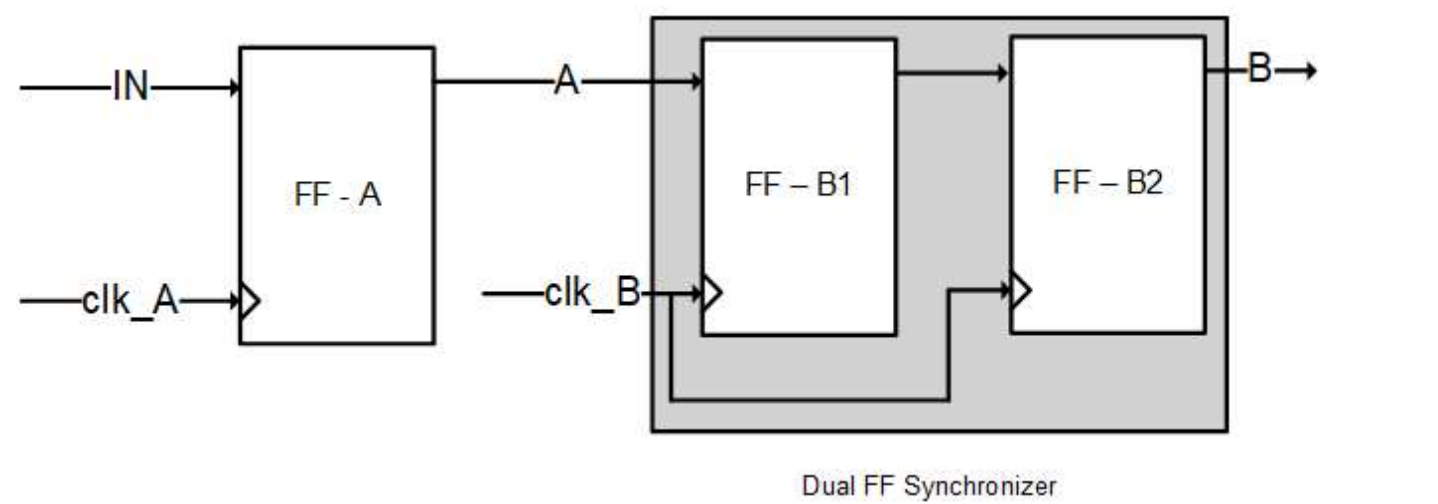 IN
A
B
FF - A
FF – B1
FF – B2
clk_A
clk_B
Dual FF Synchronizer